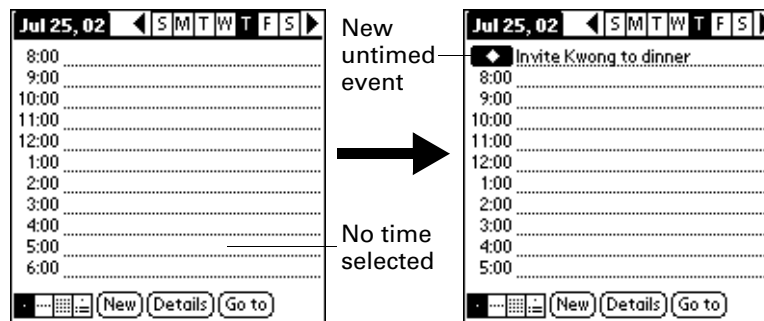 Jul 25, 02 S M T W T F S
8:00
9:00
10:00
11:00
12:00
1:00
2:00
3:00
4:00
5:00
6:00
New Details Go to
New
untimed
event
No time
selected
Jul 25, 02 S M T W T F S
Invite Kwong to dinner
8:00
9:00
10:00
11:00
12:00
1:00
2:00
3:00
4:00
5:00
New Details Go to